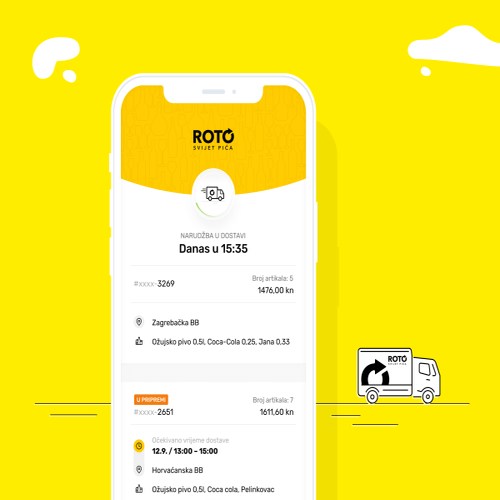 ROTO
SVIJET PIĆA
NARUDŽBA U DOSTAVI
Danas u 15:35
Broj artikala: 5
#xxxx-3269
1476,00 kn
Zagrebačka BB
Ožujsko pivo 0,5l, Coca-Cola 0,25, Jana 0,33
U PRIPREMI
Broj artikala: 7
#xxxx-2651
1611,60 kn
Očekivano vrijeme dostave
12.9. / 13:00 – 15:00
Horvaćanska BB
Ožujsko pivo 0,5l, Coca cola, Pelinkovac
ROTO
SVIJET PIĆA